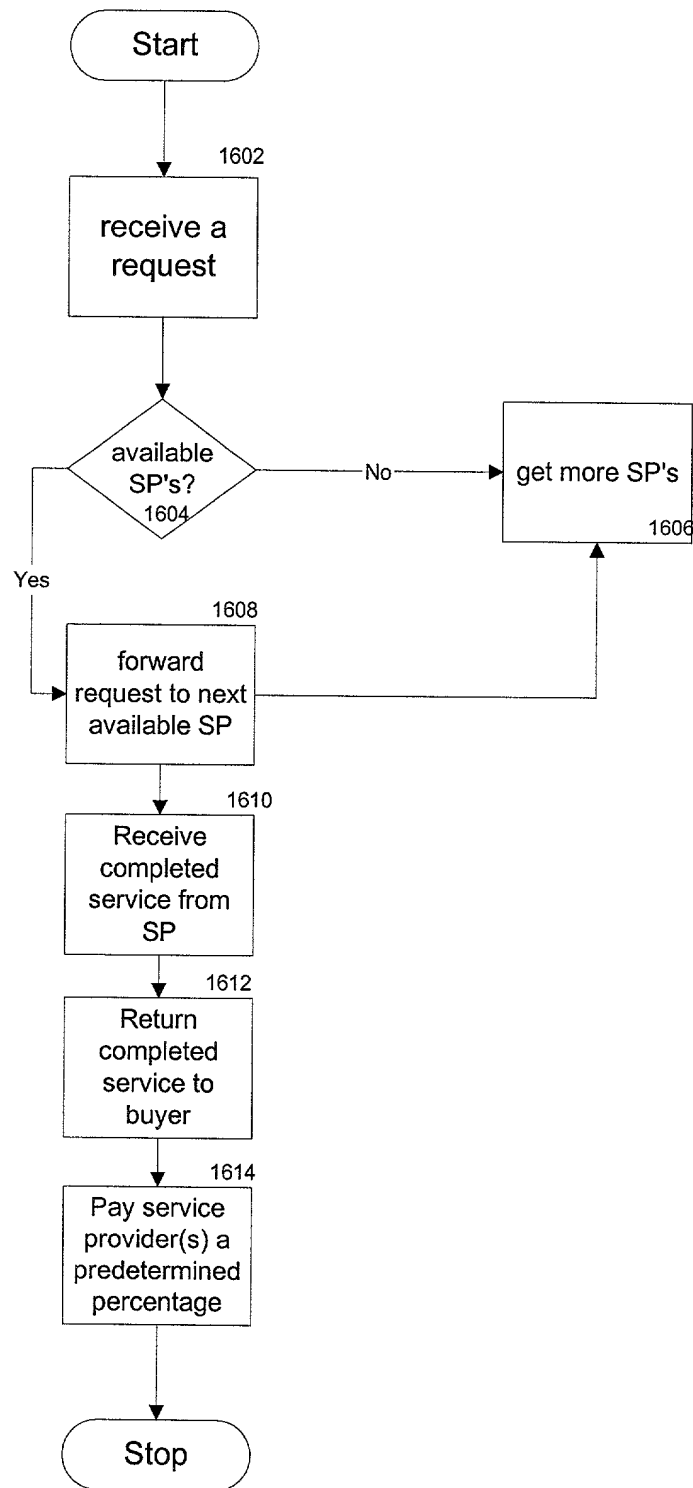 Start
1602
receive a
request
available
SP's?
1604
No
get more SP's
1606
Yes
1608
forward
request to next
available SP
1610
Receive
completed
service from
SP
1612
Return
completed
service to
buyer
1614
Pay service
provider(s) a
predetermined
percentage
Stop